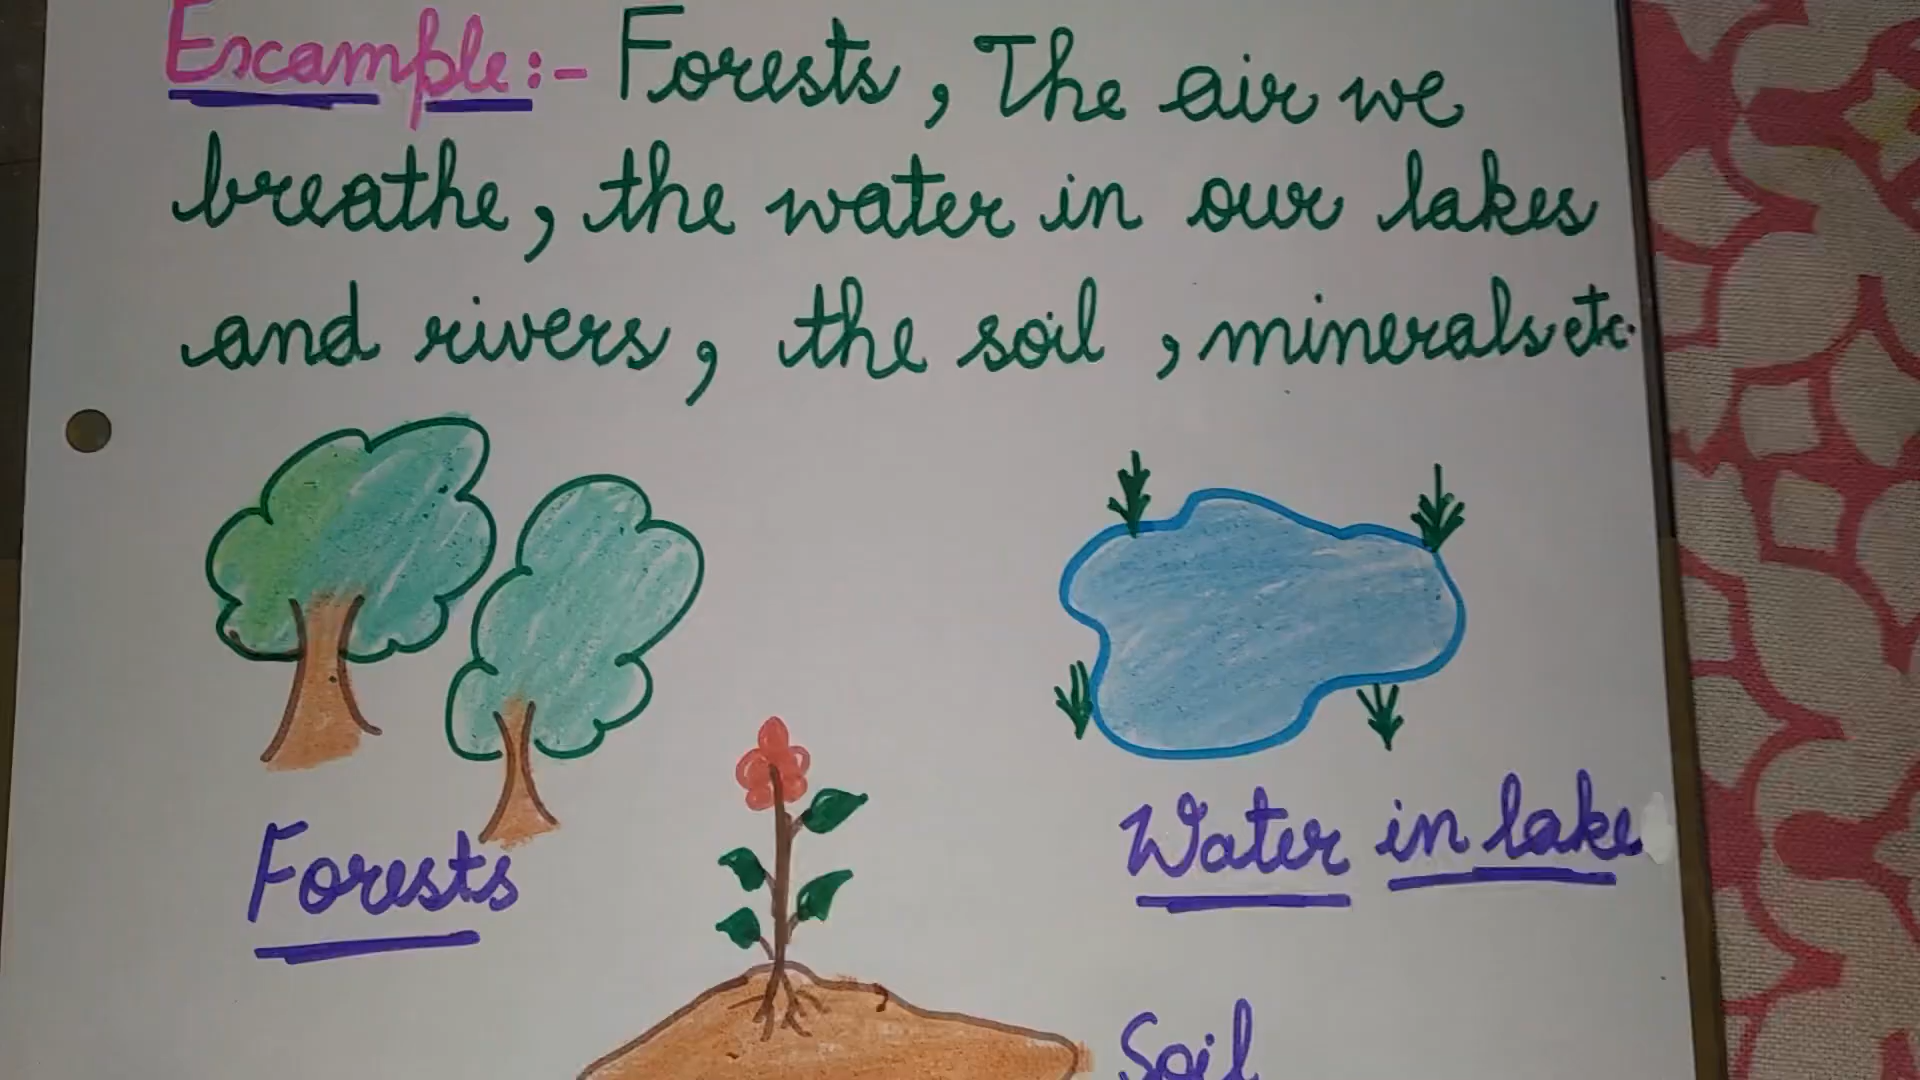 Example:- Forests, The air we
breathe, the water in our lakes
and rivers, the soil, minerals etc.
Forests
Water in lake
Soil